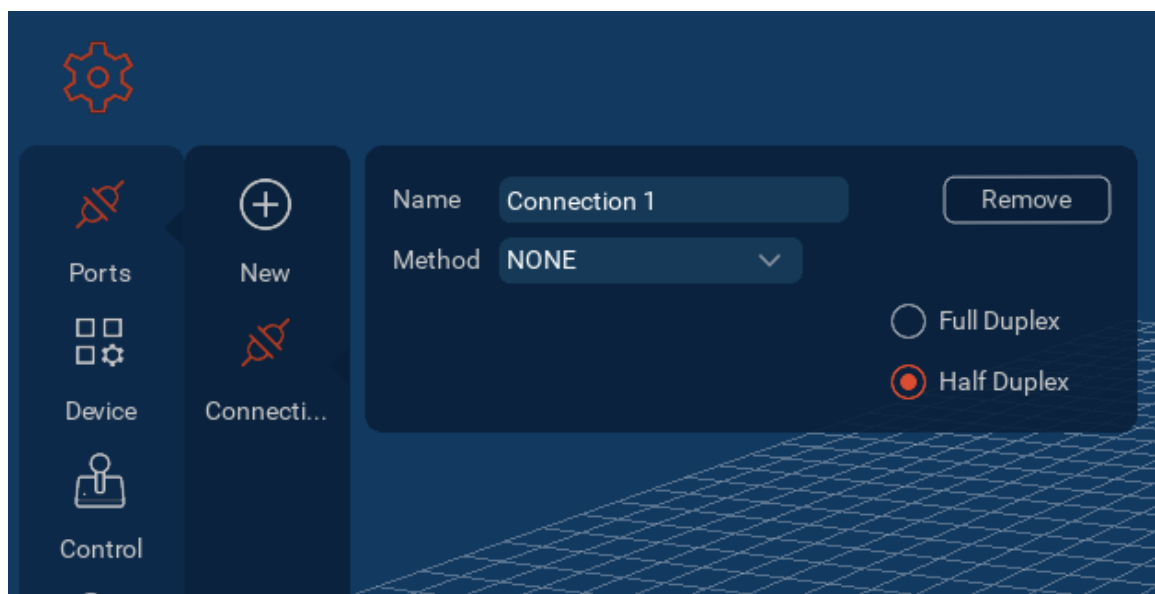 Ports
Device
Control
New
Connecti...
Name Connection 1 Remove
Method NONE
Full Duplex
Half Duplex